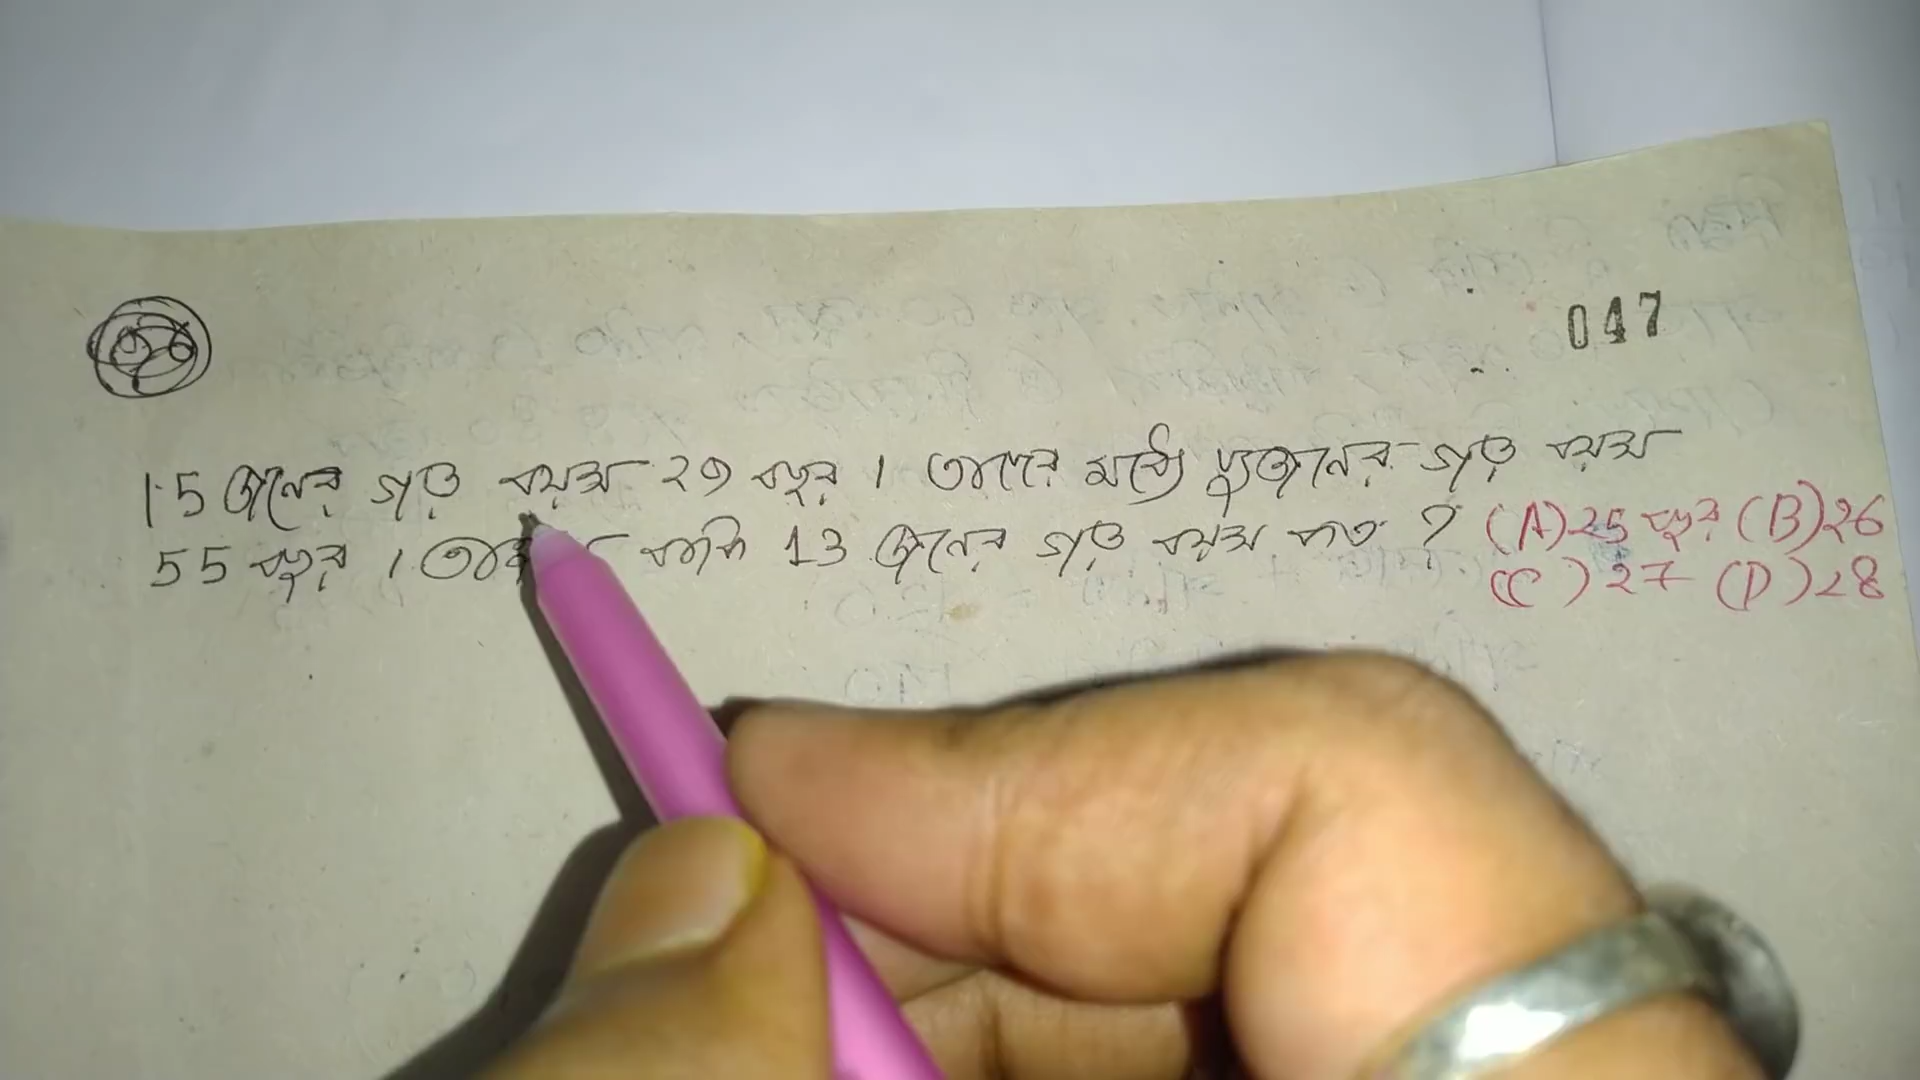 047
15 জনের গড় বয়স 29 বছর । তাদের মধ্যে দুজনের গড় বয়স
55 বছর । বাকি 13 জনের গড় বয়স কত ? (A) 25 বছর (B) 26
(C) 27 (D) 28